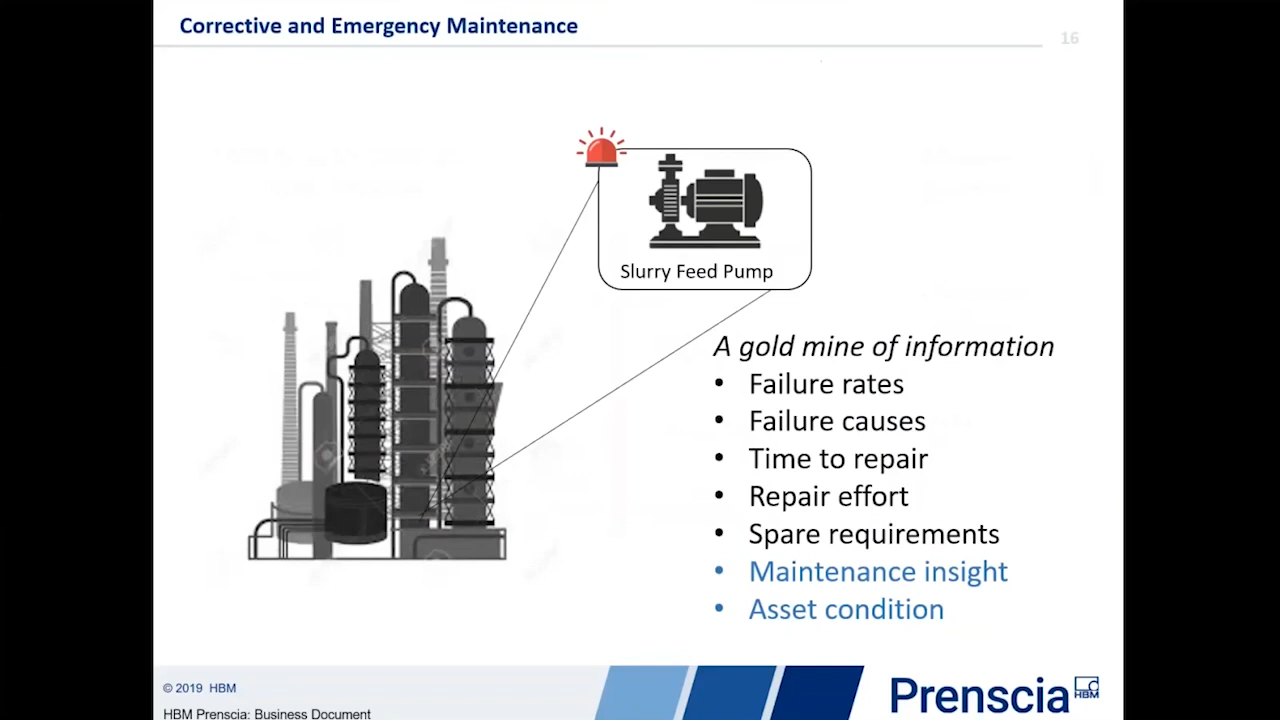 Corrective and Emergency Maintenance
16
Slurry Feed Pump
A gold mine of information
• Failure rates
• Failure causes
• Time to repair
• Repair effort
• Spare requirements
• Maintenance insight
• Asset condition
© 2019 HBM
HBM Prenscia: Business Document
Prenscia
HBM